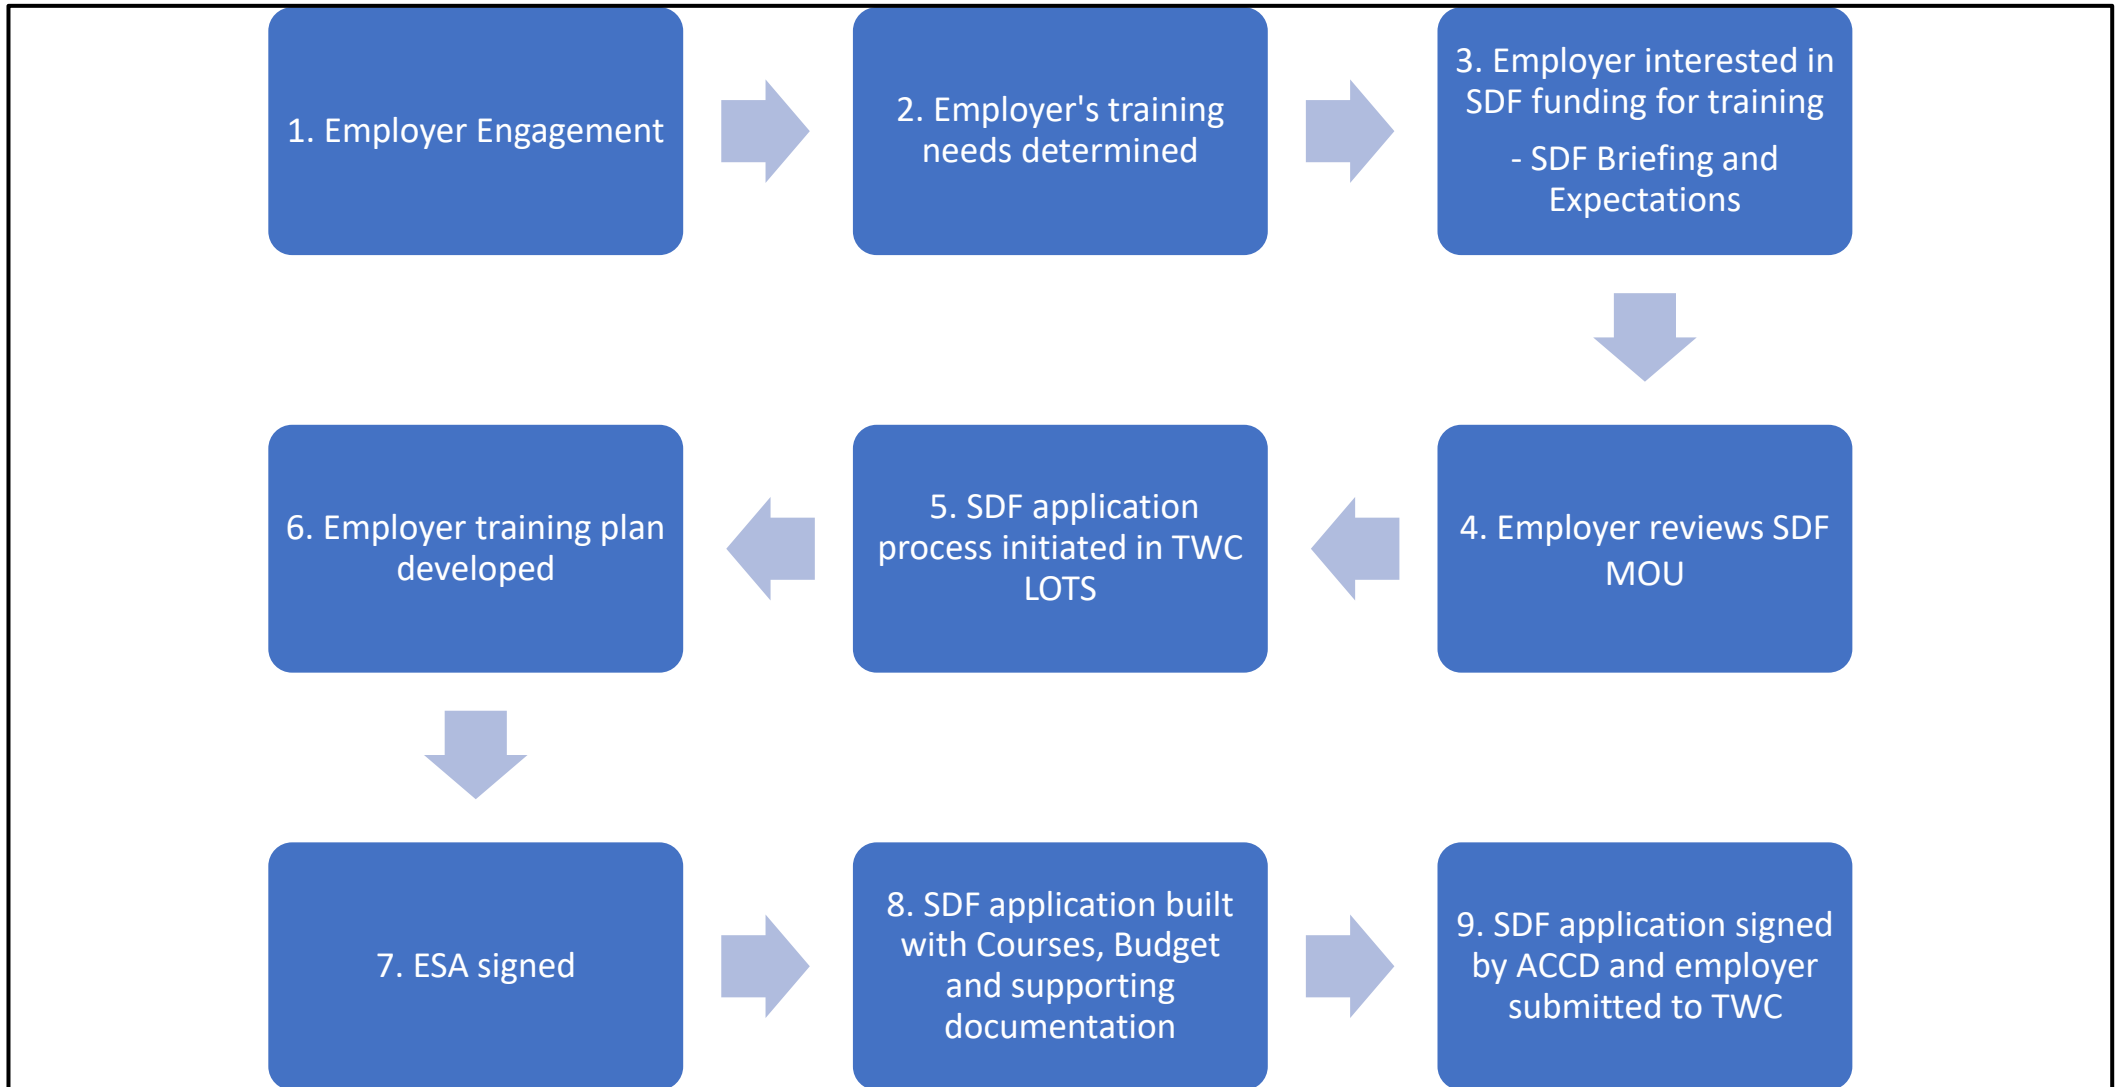 1. Employer Engagement
2. Employer's training
needs determined
3. Employer interested in
SDF funding for training
- SDF Briefing and
Expectations
4. Employer reviews SDF
MOU
5. SDF application
process initiated in TWC
LOTS
6. Employer training plan
developed
7. ESA signed
8. SDF application built
with Courses, Budget
and supporting
documentation
9. SDF application signed
by ACCD and employer
submitted to TWC